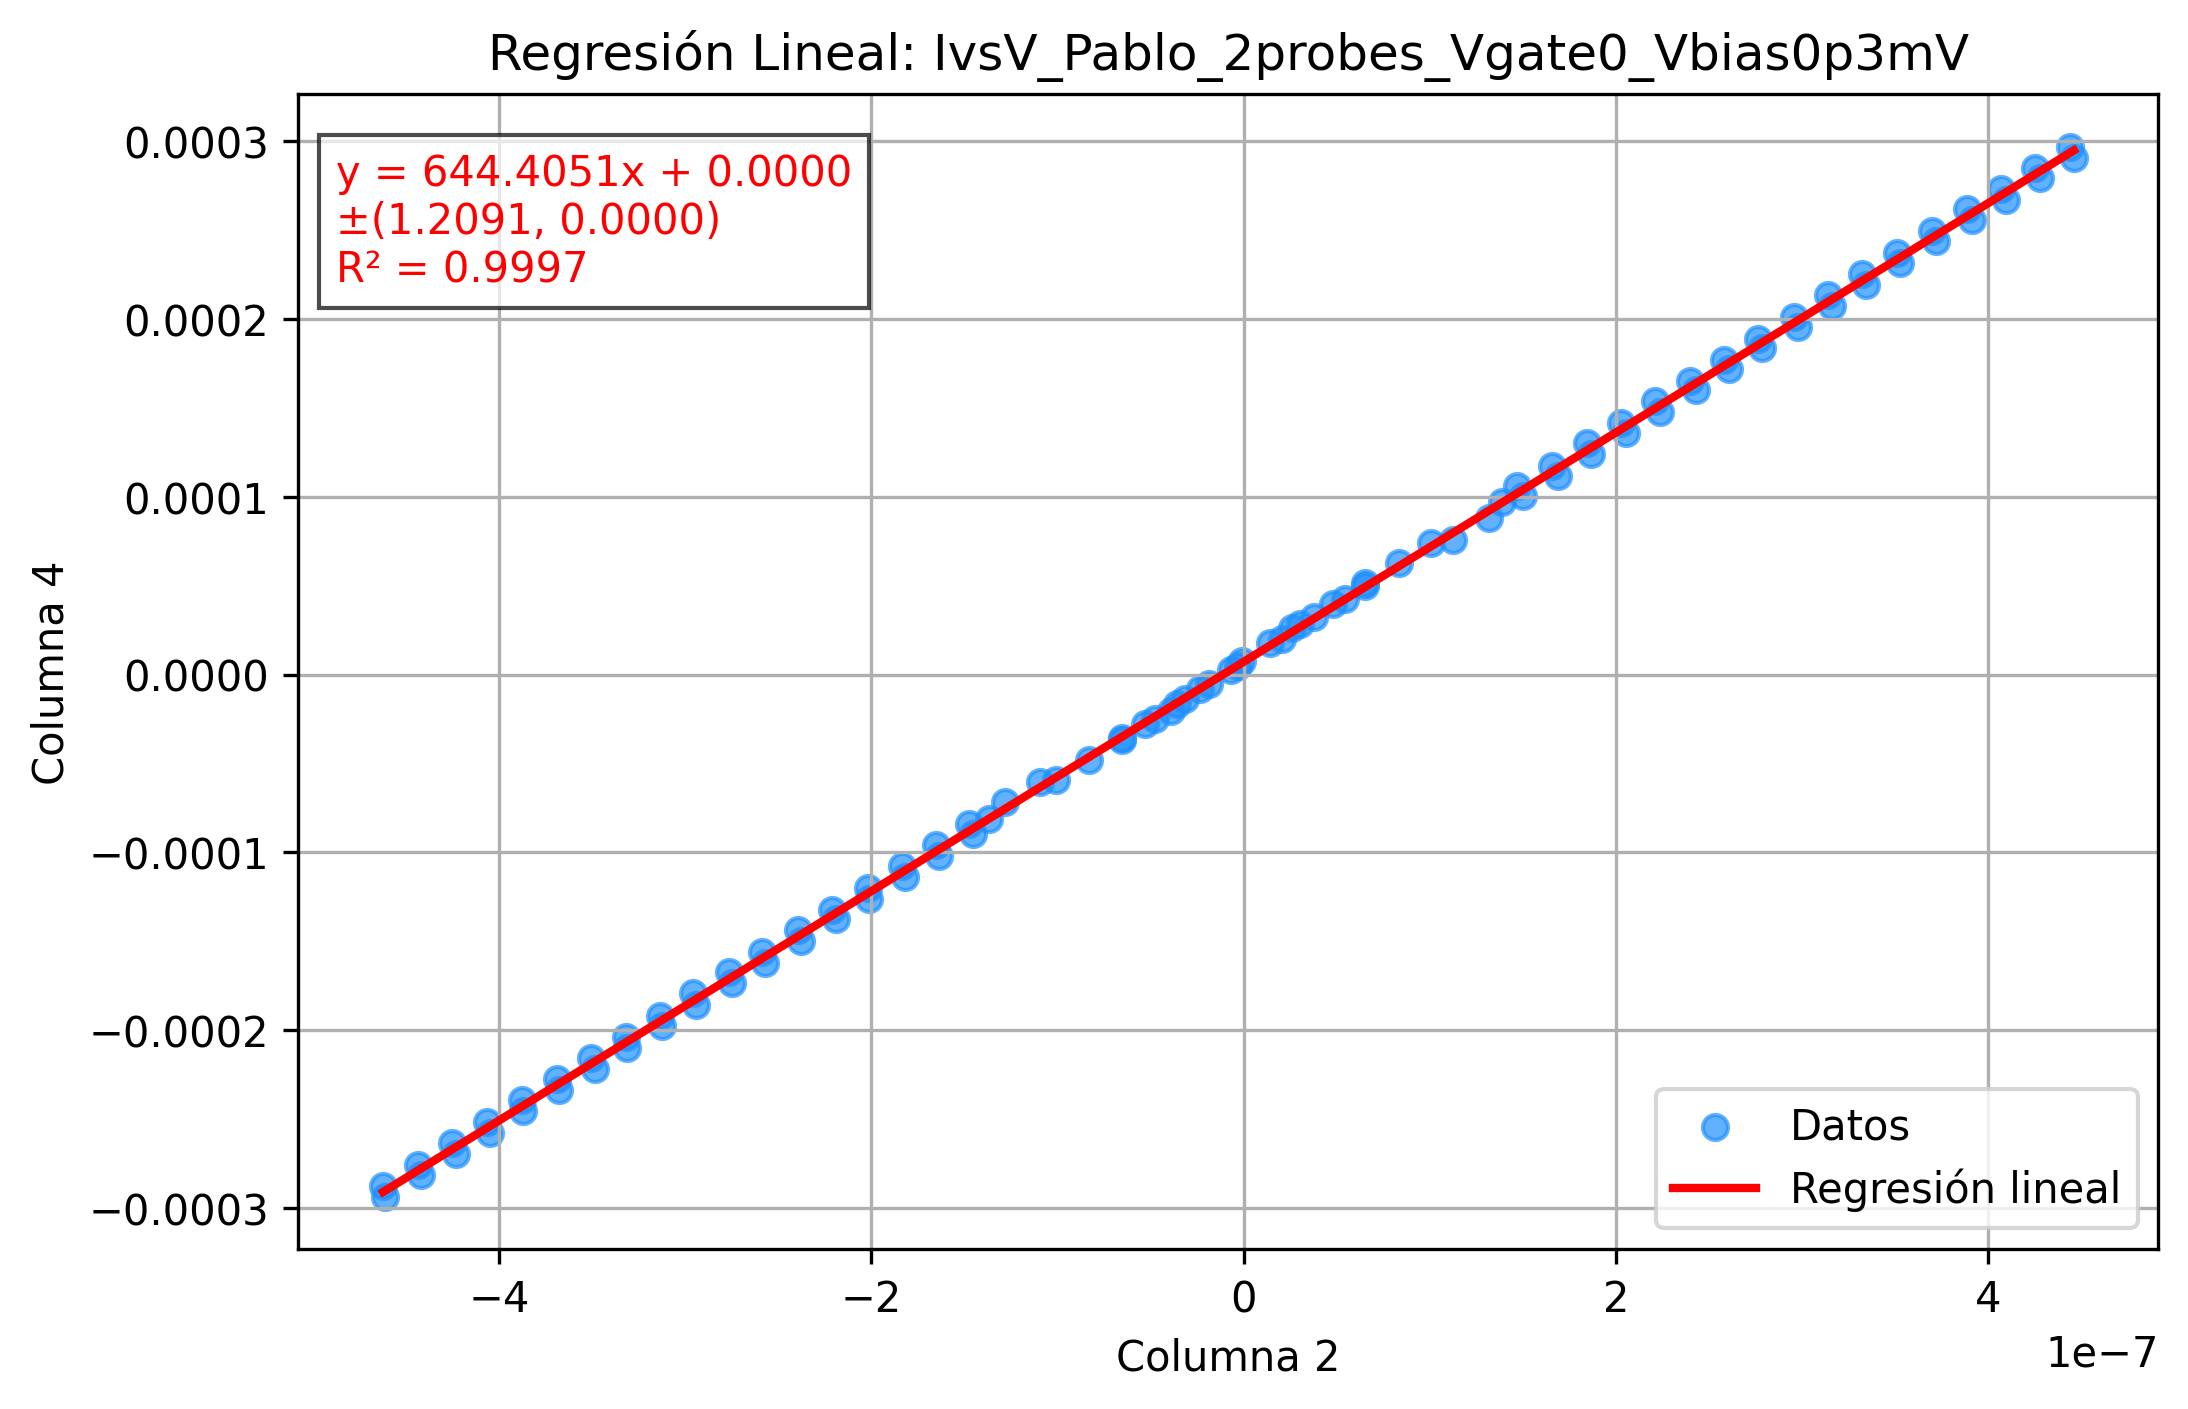 Regresión Lineal: IvsV_Pablo_2probes_Vgate0_Vbias0p3mV
y = 644.4051x + 0.0000
±(1.2091, 0.0000)
R² = 0.9997
0.0003
0.0002
0.0001
0.0000
−0.0001
−0.0002
−0.0003
Columna 4
Datos
Regresión lineal
−4
−2
0
2
4
1e−7
Columna 2